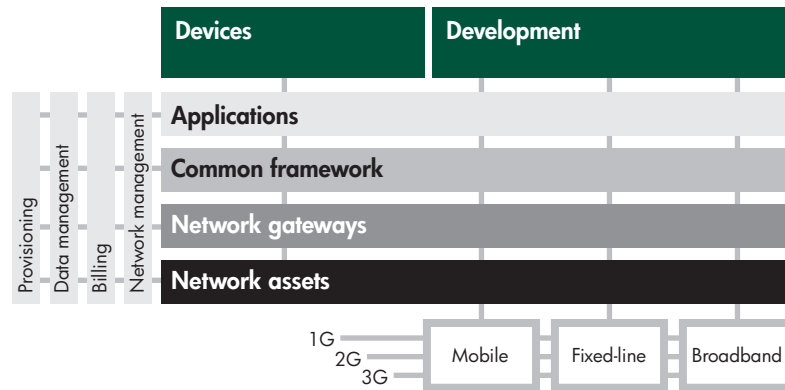 Devices
Development
Applications
Common framework
Network gateways
Network assets
Provisioning
Data management
Billing
Network management
1G
2G
3G
Mobile
Fixed-line
Broadband